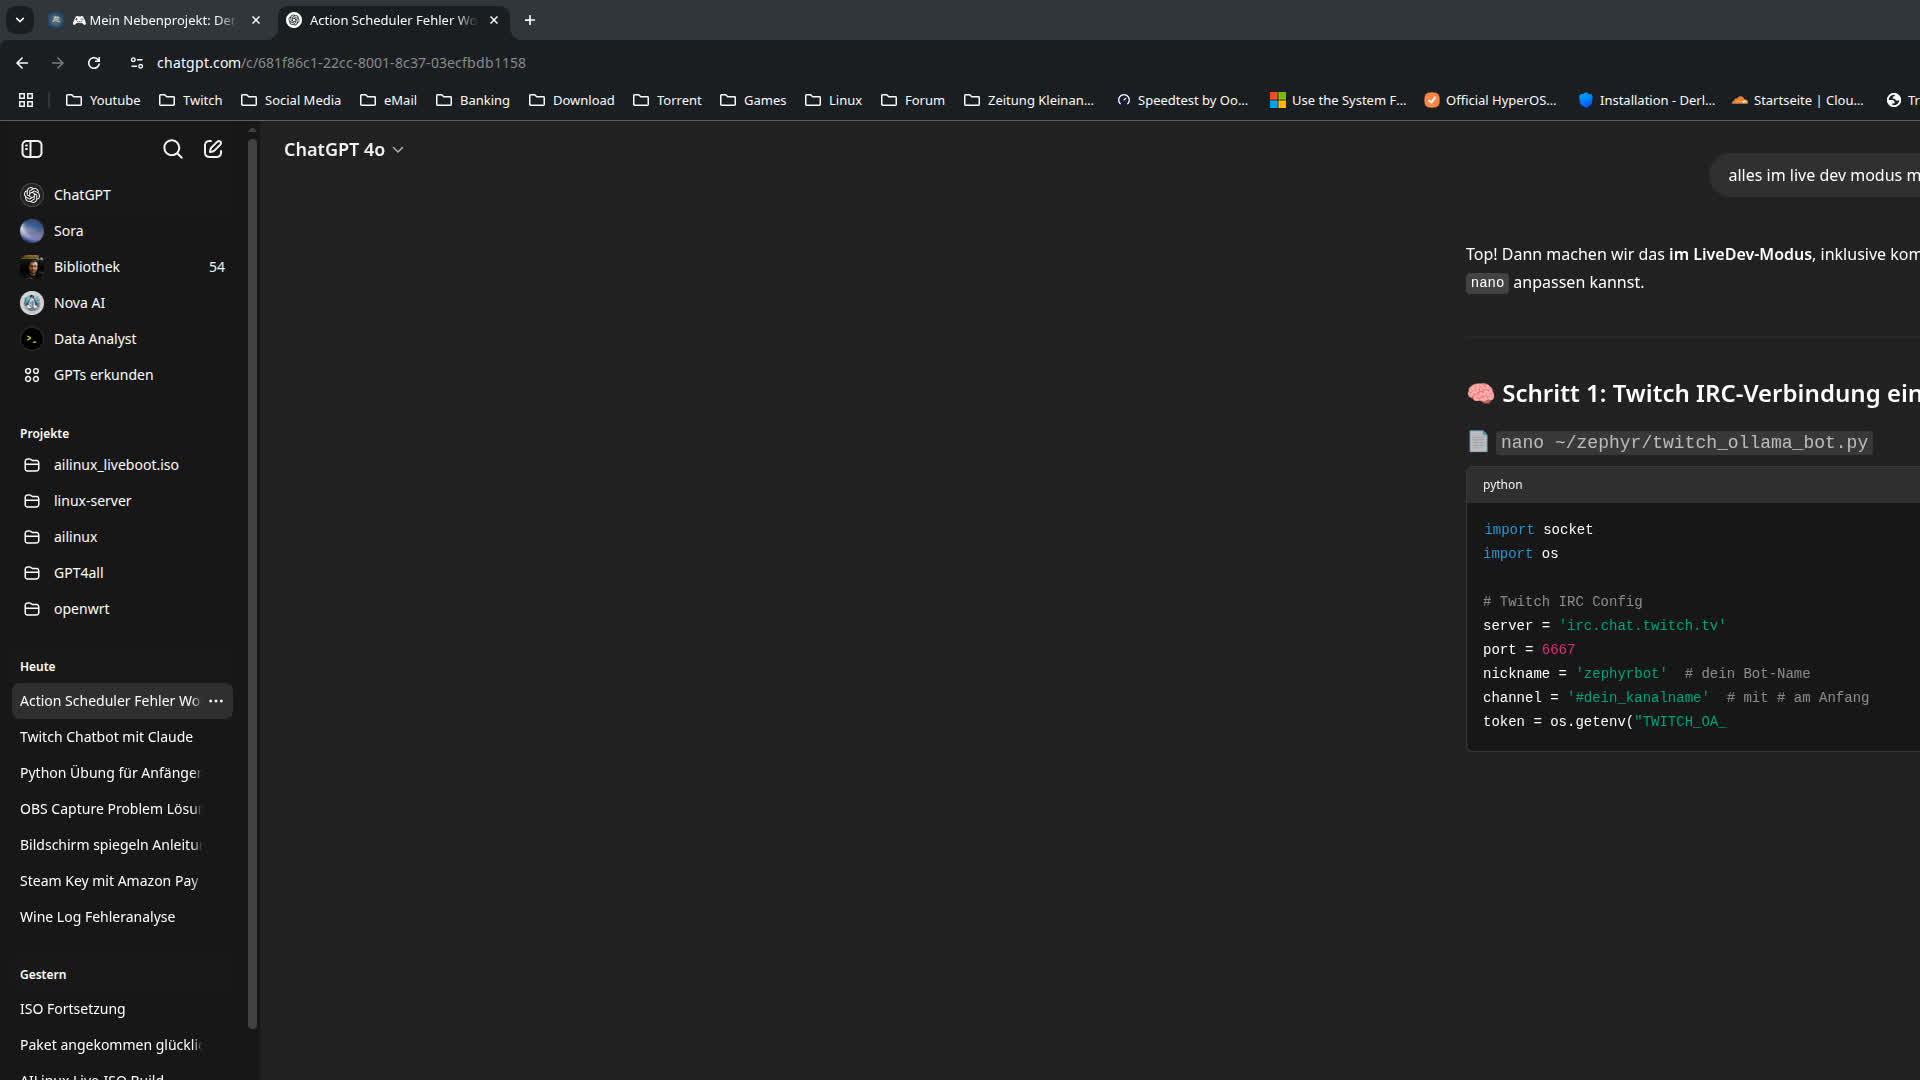 Mein Nebenprojekt: Der
Action Scheduler Fehler Wo
chatgpt.com/c/681f86c1-22cc-8001-8c37-03ecfbdb1158
Youtube
Twitch
Social Media
eMail
Banking
Download
Torrent
Games
Linux
Forum
Zeitung Kleinan...
Speedtest by Oo...
Use the System F...
Official HyperOS...
Installation - Derl...
Startseite | Clou...
Tr
ChatGPT
Sora
Bibliothek 54
Nova AI
Data Analyst
GPTs erkunden
Projekte
ailinux_liveboot.iso
linux-server
ailinux
GPT4all
openwrt
Heute
Action Scheduler Fehler Wo
Twitch Chatbot mit Claude
Python Übung für Anfänger
OBS Capture Problem Lösu
Bildschirm spiegeln Anleitu
Steam Key mit Amazon Pay
Wine Log Fehleranalyse
Gestern
ISO Fortsetzung
Paket angekommen glückli
AILinux Live ISO Build
ChatGPT 4o
alles im live dev modus m
Top! Dann machen wir das im LiveDev-Modus, inklusive kom
nano anpassen kannst.
🧠 Schritt 1: Twitch IRC-Verbindung ein
📄 nano ~/zephyr/twitch_ollama_bot.py
python
import socket
import os
# Twitch IRC Config
server = 'irc.chat.twitch.tv'
port = 6667
nickname = 'zephyrbot'  # dein Bot-Name
channel = '#dein_kanalname'  # mit # am Anfang
token = os.getenv("TWITCH_OA_